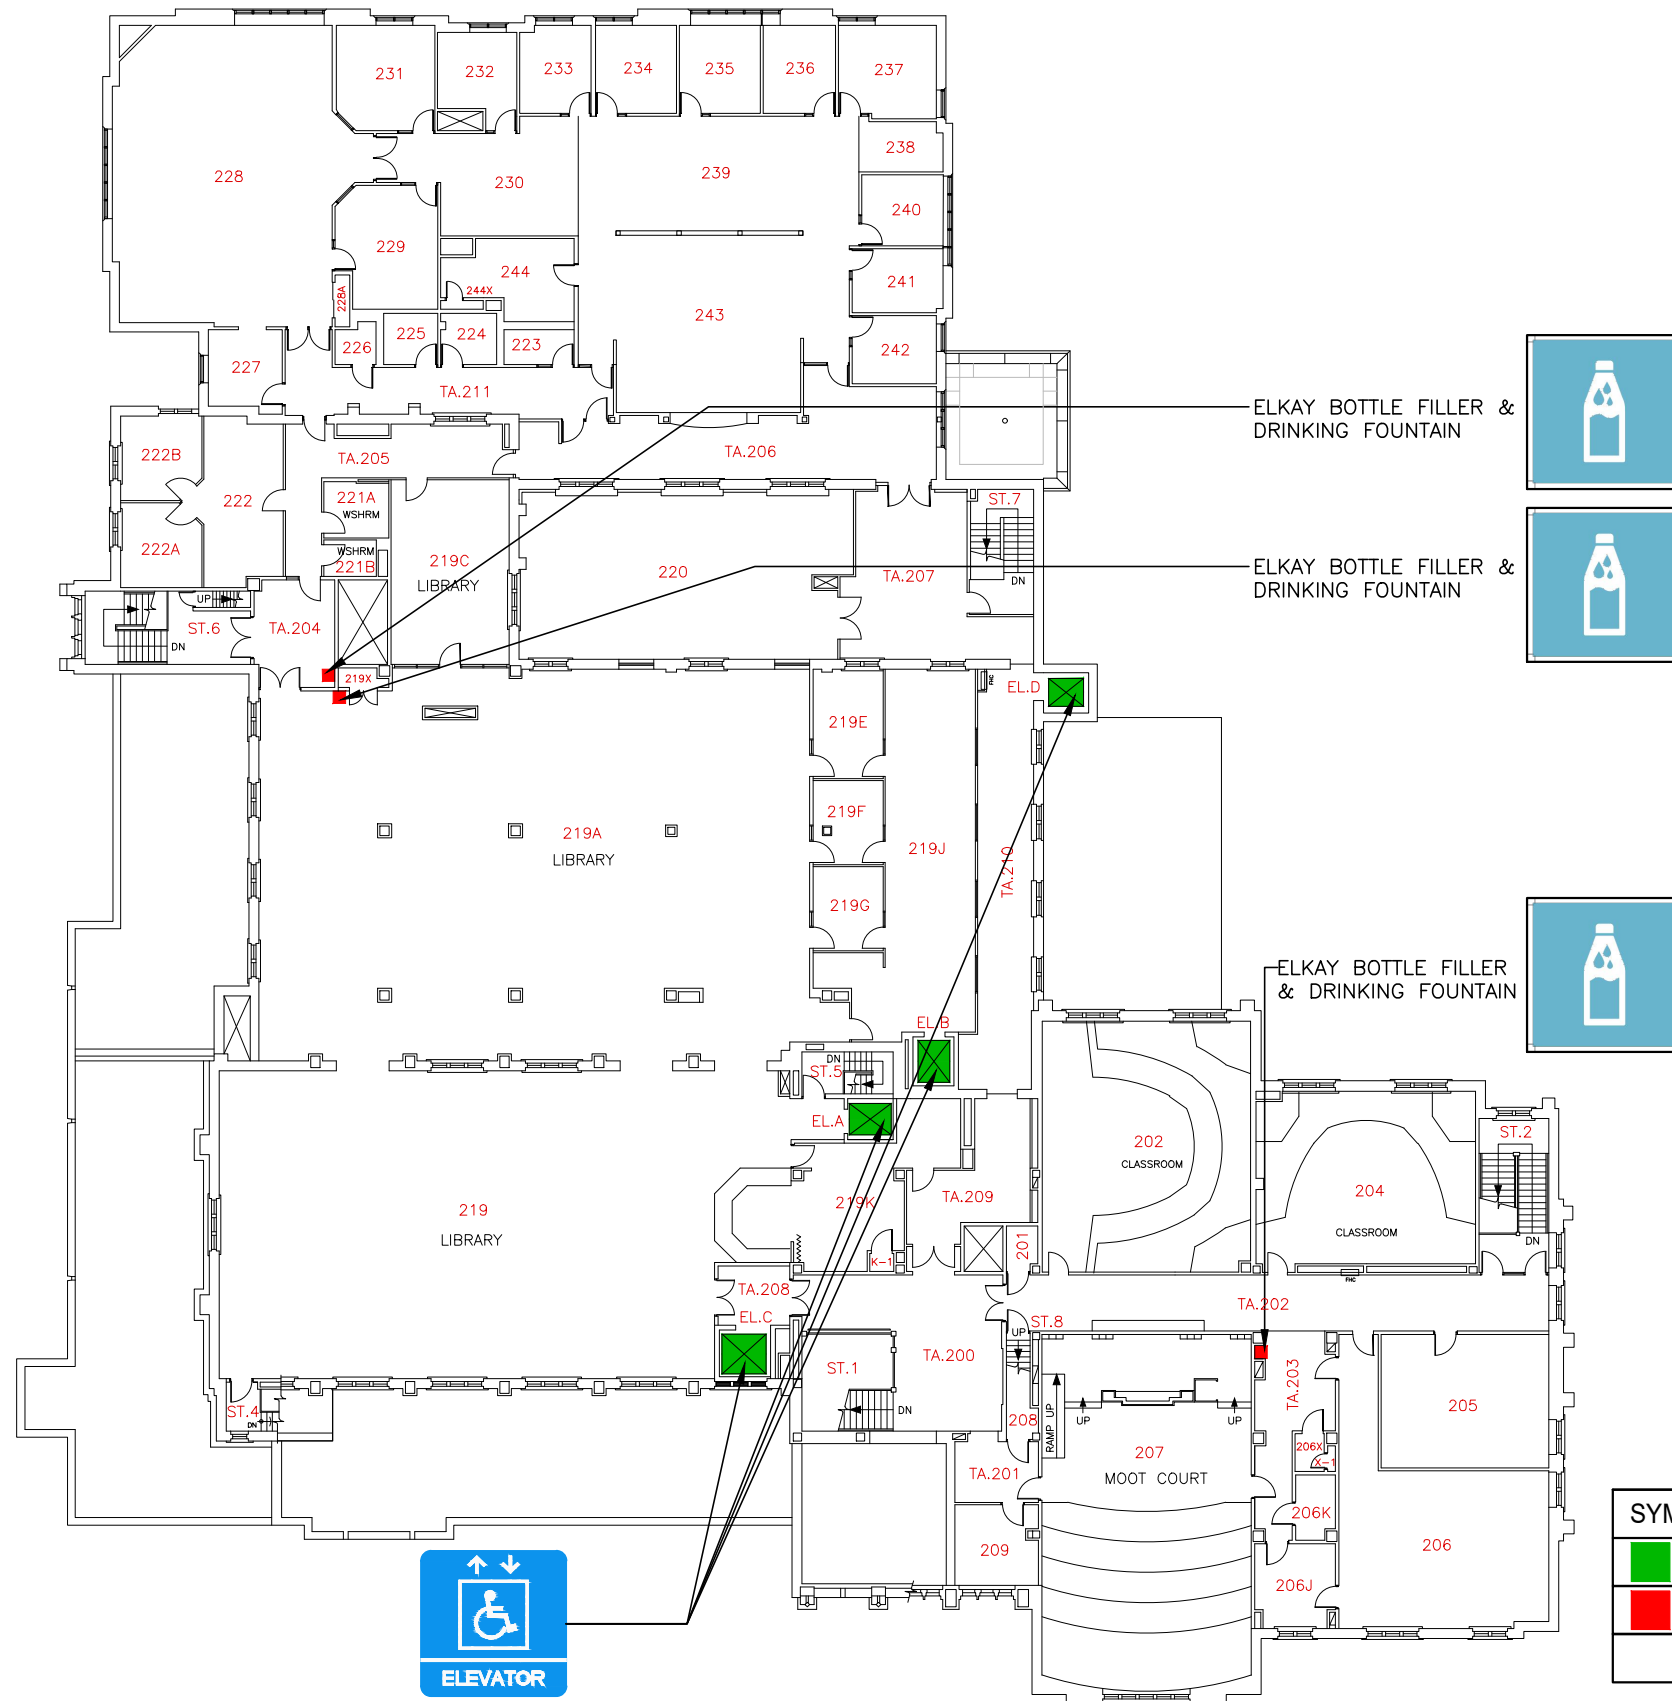 231
232
233
234
235
236
237
228
230
239
238
240
229
244
241
244X
228A
243
225
224
226
223
242
227
TA.211
ELKAY BOTTLE FILLER &
DRINKING FOUNTAIN
222B
TA.205
TA.206
222
221A
WSHRM
ST.7
222A
WSHRM
221B
219C
LIBRARY
220
TA.207
DN
ELKAY BOTTLE FILLER &
DRINKING FOUNTAIN
UP
ST.6
DN
TA.204
219X
FHC
EL.D
219E
219F
219A
LIBRARY
219J
TA.210
219G
ELKAY BOTTLE FILLER
& DRINKING FOUNTAIN
EL.B
DN
ST.5
EL.A
202
CLASSROOM
ST.2
204
CLASSROOM
DN
219
LIBRARY
219K
TA.209
201
K-1
FHC
TA.208
EL.C
TA.202
ST.8
UP
ST.1
TA.200
DN
TA.203
ST.4
DN
208
RAMP UP
UP
UP
205
207
MOOT COURT
206X
X-1
TA.201
206K
206
209
206J
SYM
ELEVATOR